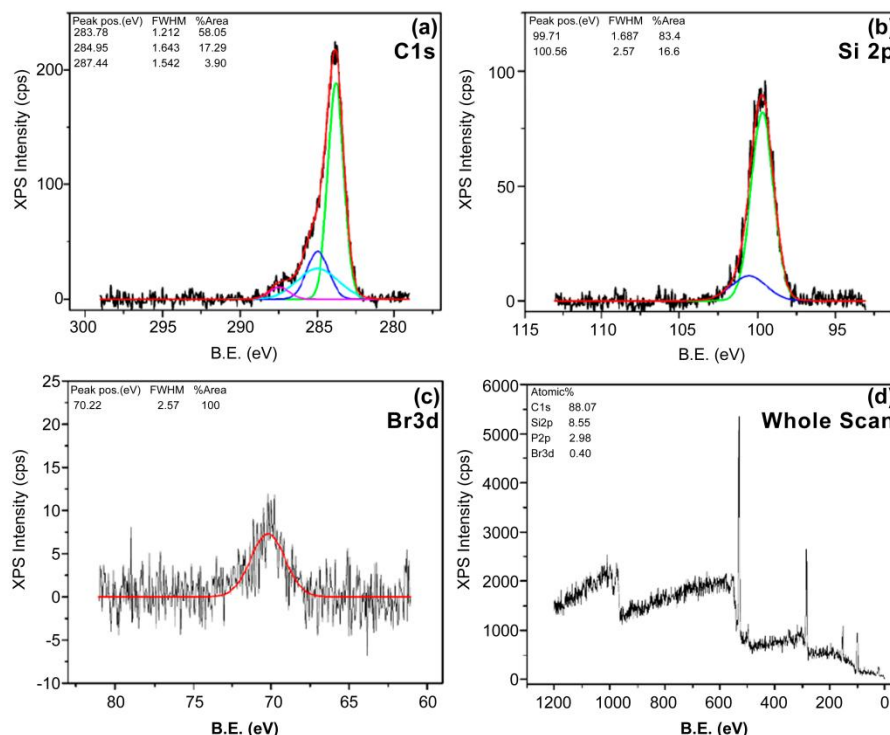 Peak pos.(eV) FWHM %Area
283.78 1.212 58.05
284.95 1.643 17.29
287.44 1.542 3.90
(a)
C1s
XPS Intensity (cps)
200
100
0
300 295 290 285 280
B.E. (eV)
Peak pos.(eV) FWHM %Area
99.71 1.687 83.4
100.56 2.57 16.6
(b)
Si 2p
XPS Intensity (cps)
100
50
0
115 110 105 100 95
B.E. (eV)
Peak pos.(eV) FWHM %Area
70.22 2.57 100
(c)
Br3d
XPS Intensity (cps)
25
20
15
10
5
0
-5
-10
80 75 70 65 60
B.E. (eV)
Atomic%
C1s 88.07
Si2p 8.55
P2p 2.98
Br3d 0.40
(d)
Whole Scan
XPS Intensity (cps)
6000
5000
4000
3000
2000
1000
0
1200 1000 800 600 400 200 0
B.E. (eV)